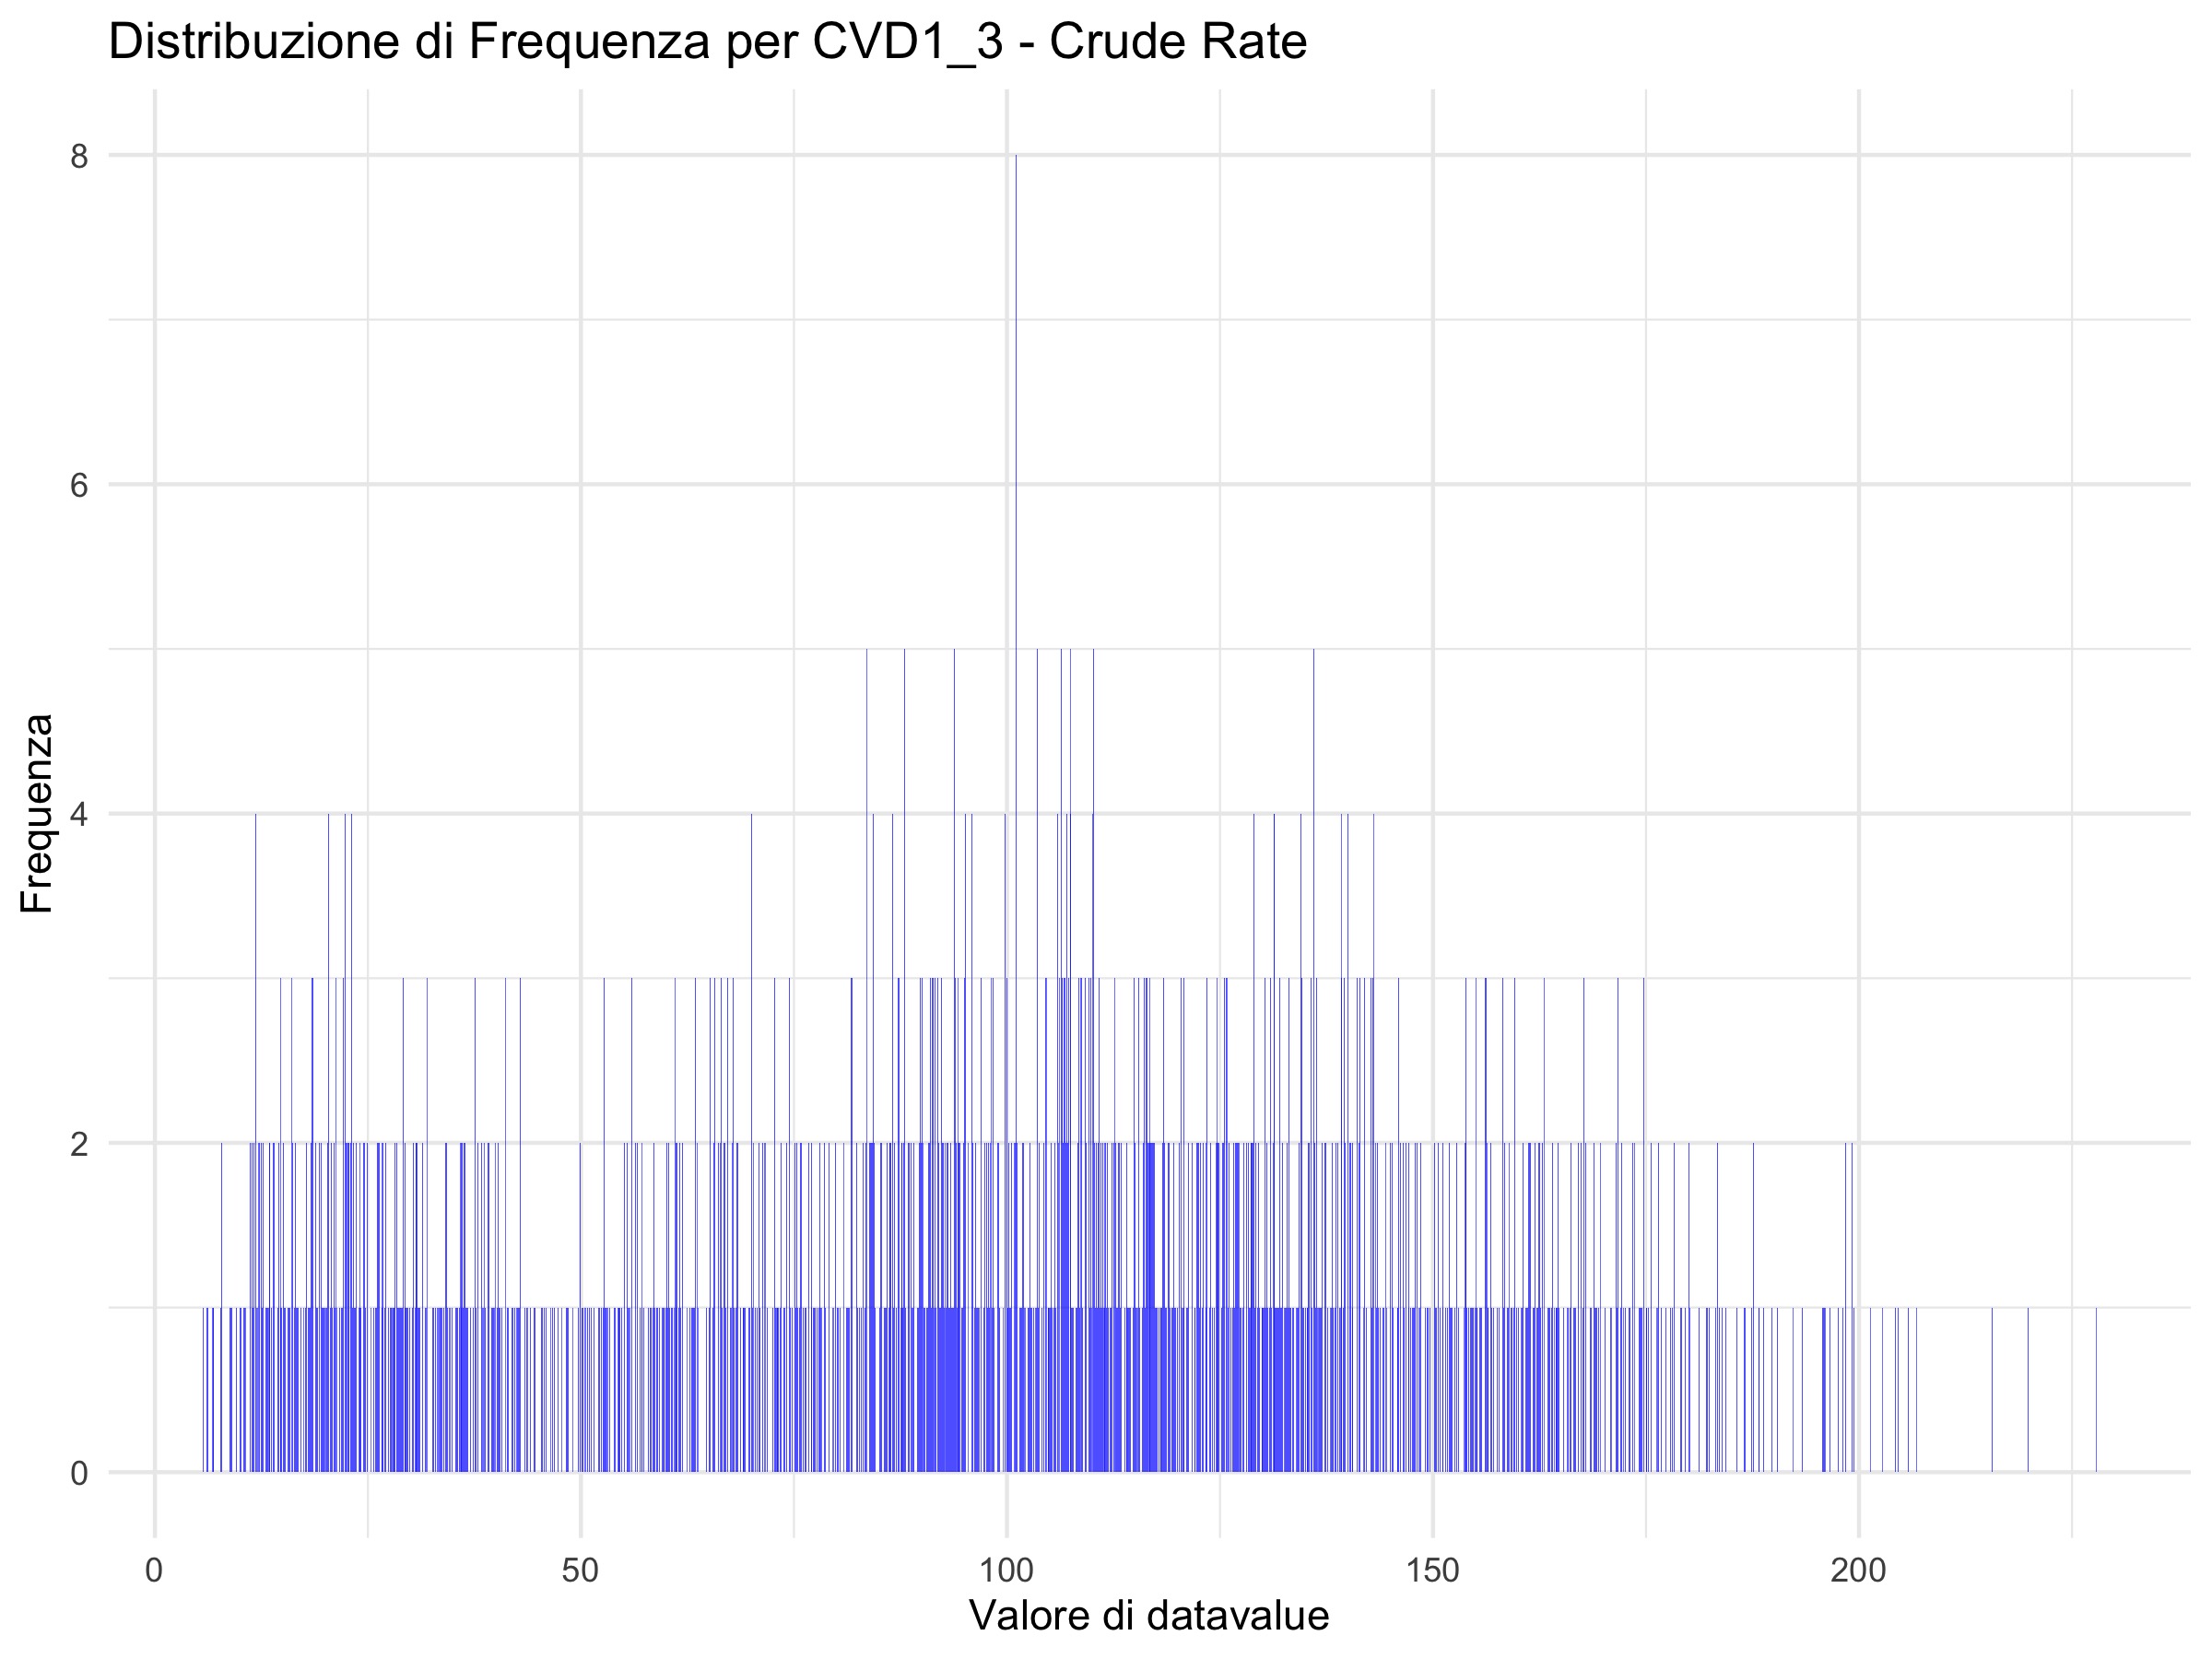 Distribuzione di Frequenza per CVD1_3 - Crude Rate
8
6
4
2
0
Frequenza
0 50 100 150 200
Valore di datavalue